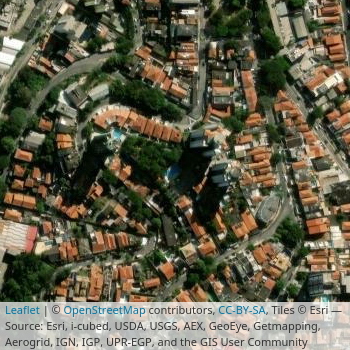 Leaflet | © OpenStreetMap contributors, CC-BY-SA, Tiles © Esri —
Source: Esri, i-cubed, USDA, USGS, AEX, GeoEye, Getmapping,
Aerogrid, IGN, IGP, UPR-EGP, and the GIS User Community